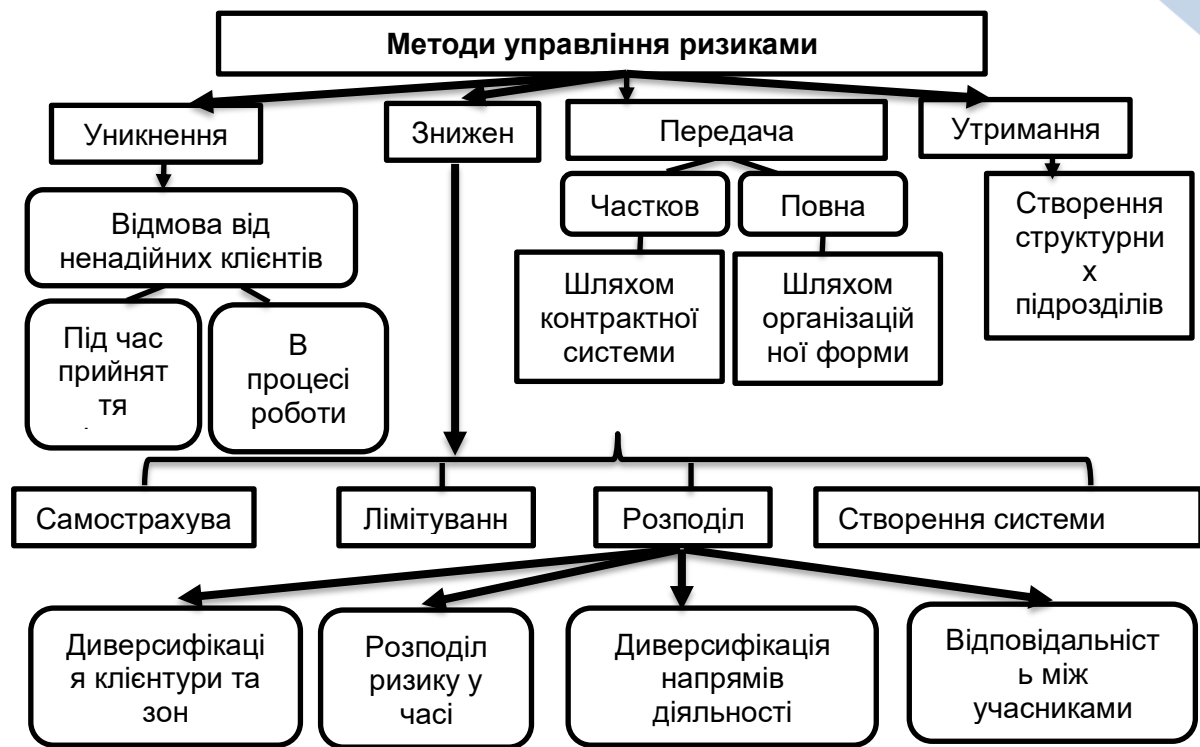 Методи управління ризиками
Уникнення
Знижен
Передача
Утримання
Відмова від
ненадійних клієнтів
Частков
Повна
Створення
структурни
х
підрозділів
Під час
прийнят
тя
В
процесі
роботи
Шляхом
контрактної
системи
Шляхом
організацій
ної форми
Самострахува
Лімітуванн
Розподіл
Створення системи
Диверсифікаці
я клієнтури та
зон
Розподіл
ризику у
часі
Диверсифікація
напрямів
діяльності
Відповідальніст
ь між
учасниками